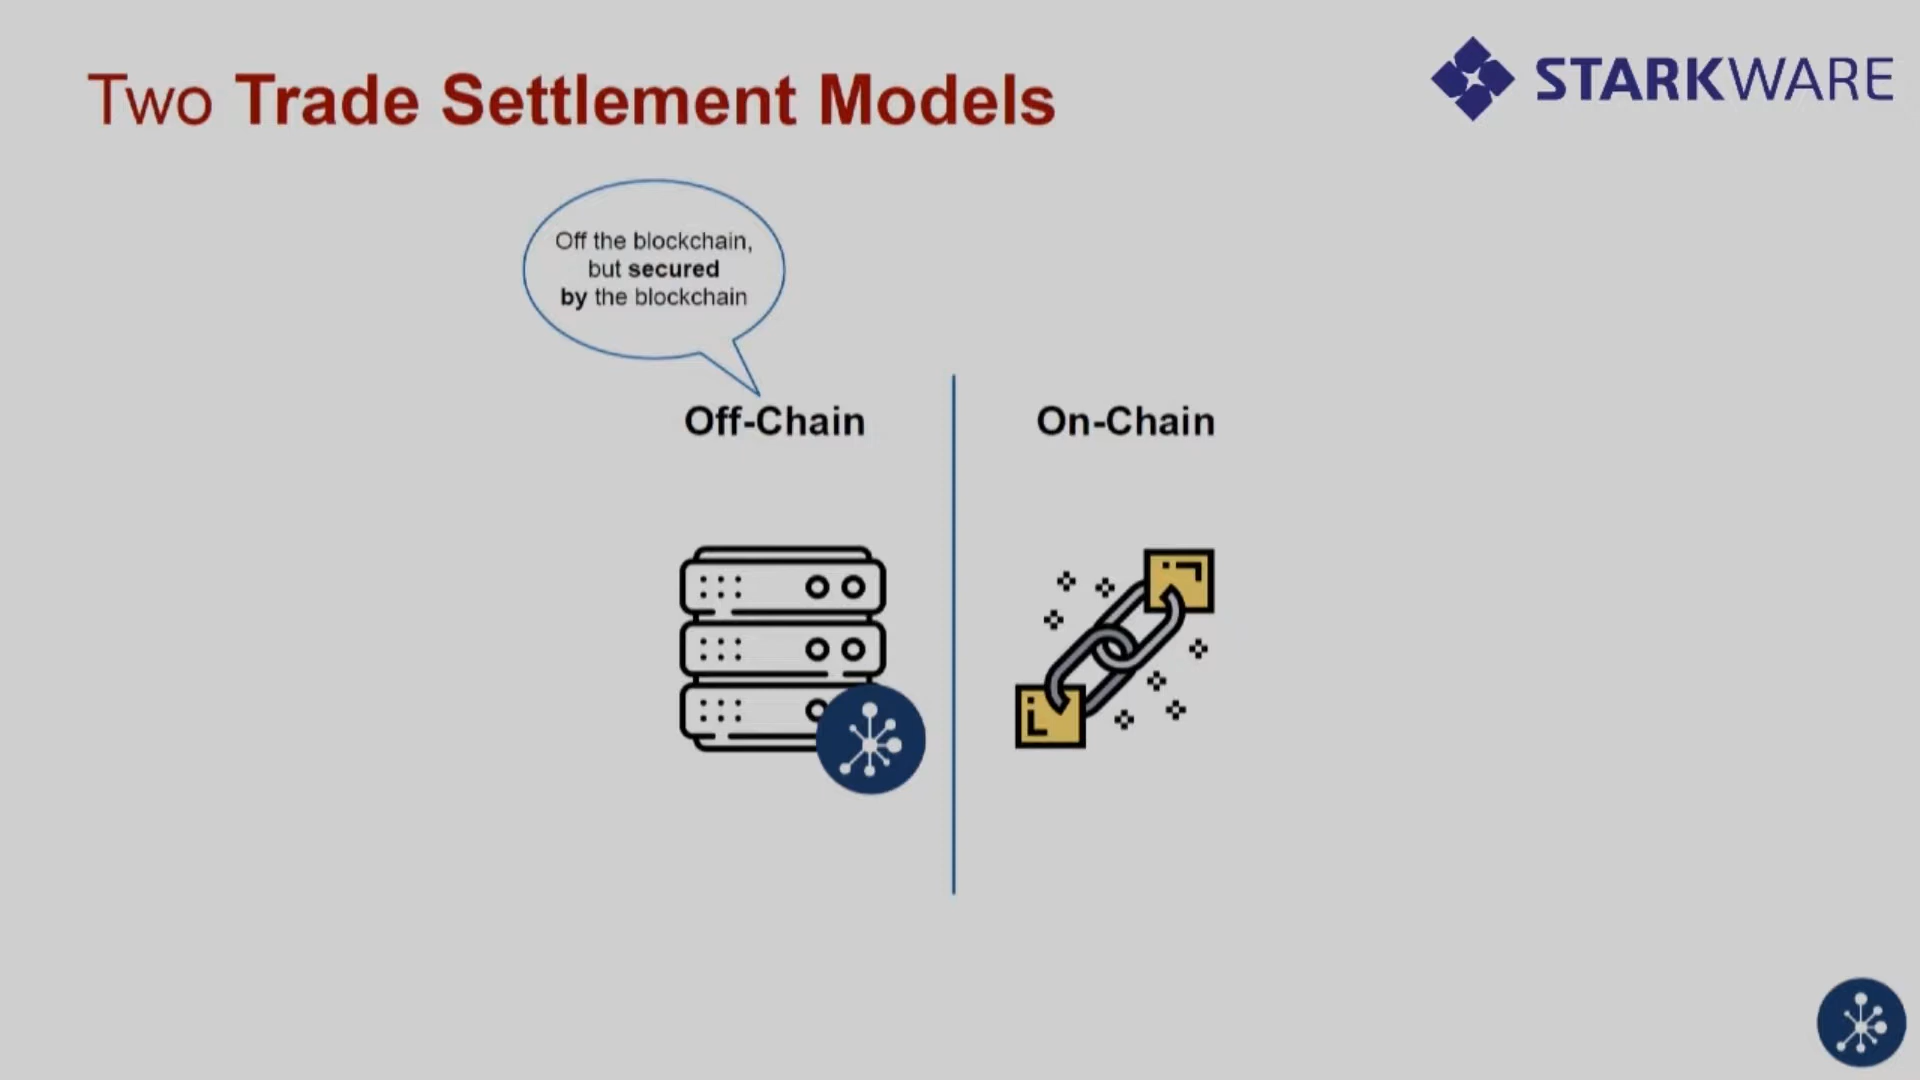 Two Trade Settlement Models
STARKWARE
Off the blockchain,
but secured
by the blockchain
Off-Chain
On-Chain